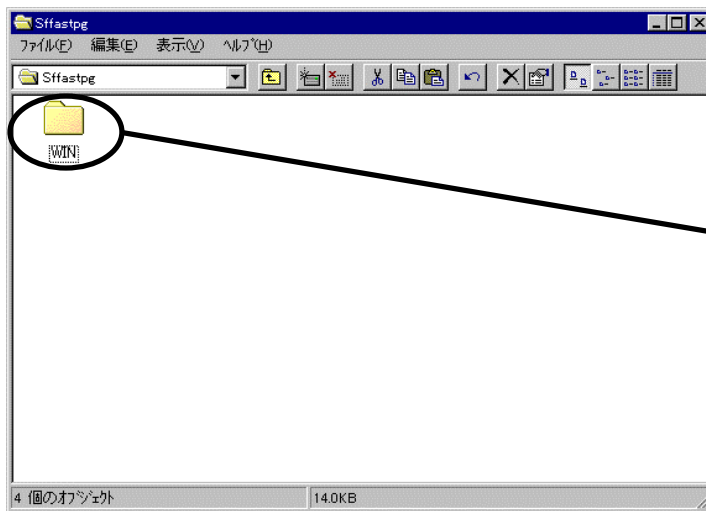 Sffastpg
ﾌｧｲﾙ(F) 編集(E) 表示(V) ﾍﾙﾌﾟ(H)
Sffastpg
WIN
4 個のｵﾌﾞｼﾞｪｸﾄ 14.0KB